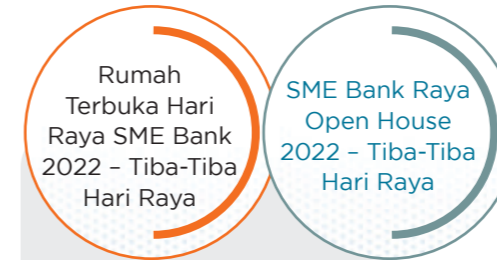 Rumah
Terbuka Hari
Raya SME Bank
2022 – Tiba-Tiba
Hari Raya
SME Bank Raya
Open House
2022 – Tiba-Tiba
Hari Raya